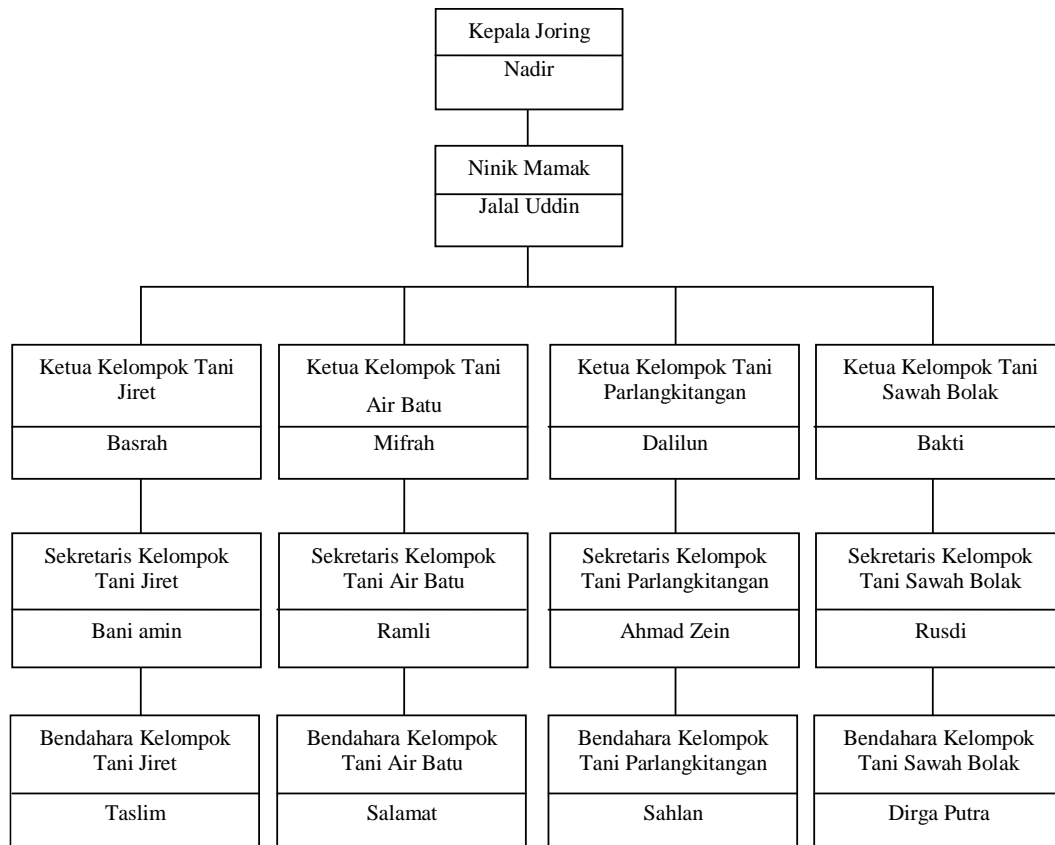 Kepala Joring
Nadir
Ninik Mamak
Jalal Uddin
Ketua Kelompok Tani
Jiret
Basrah
Ketua Kelompok Tani
Air Batu
Mifrah
Ketua Kelompok Tani
Parlangkitangan
Dalilun
Ketua Kelompok Tani
Sawah Bolak
Bakti
Sekretaris Kelompok
Tani Jiret
Bani amin
Sekretaris Kelompok
Tani Air Batu
Ramli
Sekretaris Kelompok
Tani Parlangkitangan
Ahmad Zein
Sekretaris Kelompok
Tani Sawah Bolak
Rusdi
Bendahara Kelompok
Tani Jiret
Taslim
Bendahara Kelompok
Tani Air Batu
Salamat
Bendahara Kelompok
Tani Parlangkitangan
Sahlan
Bendahara Kelompok
Tani Sawah Bolak
Dirga Putra